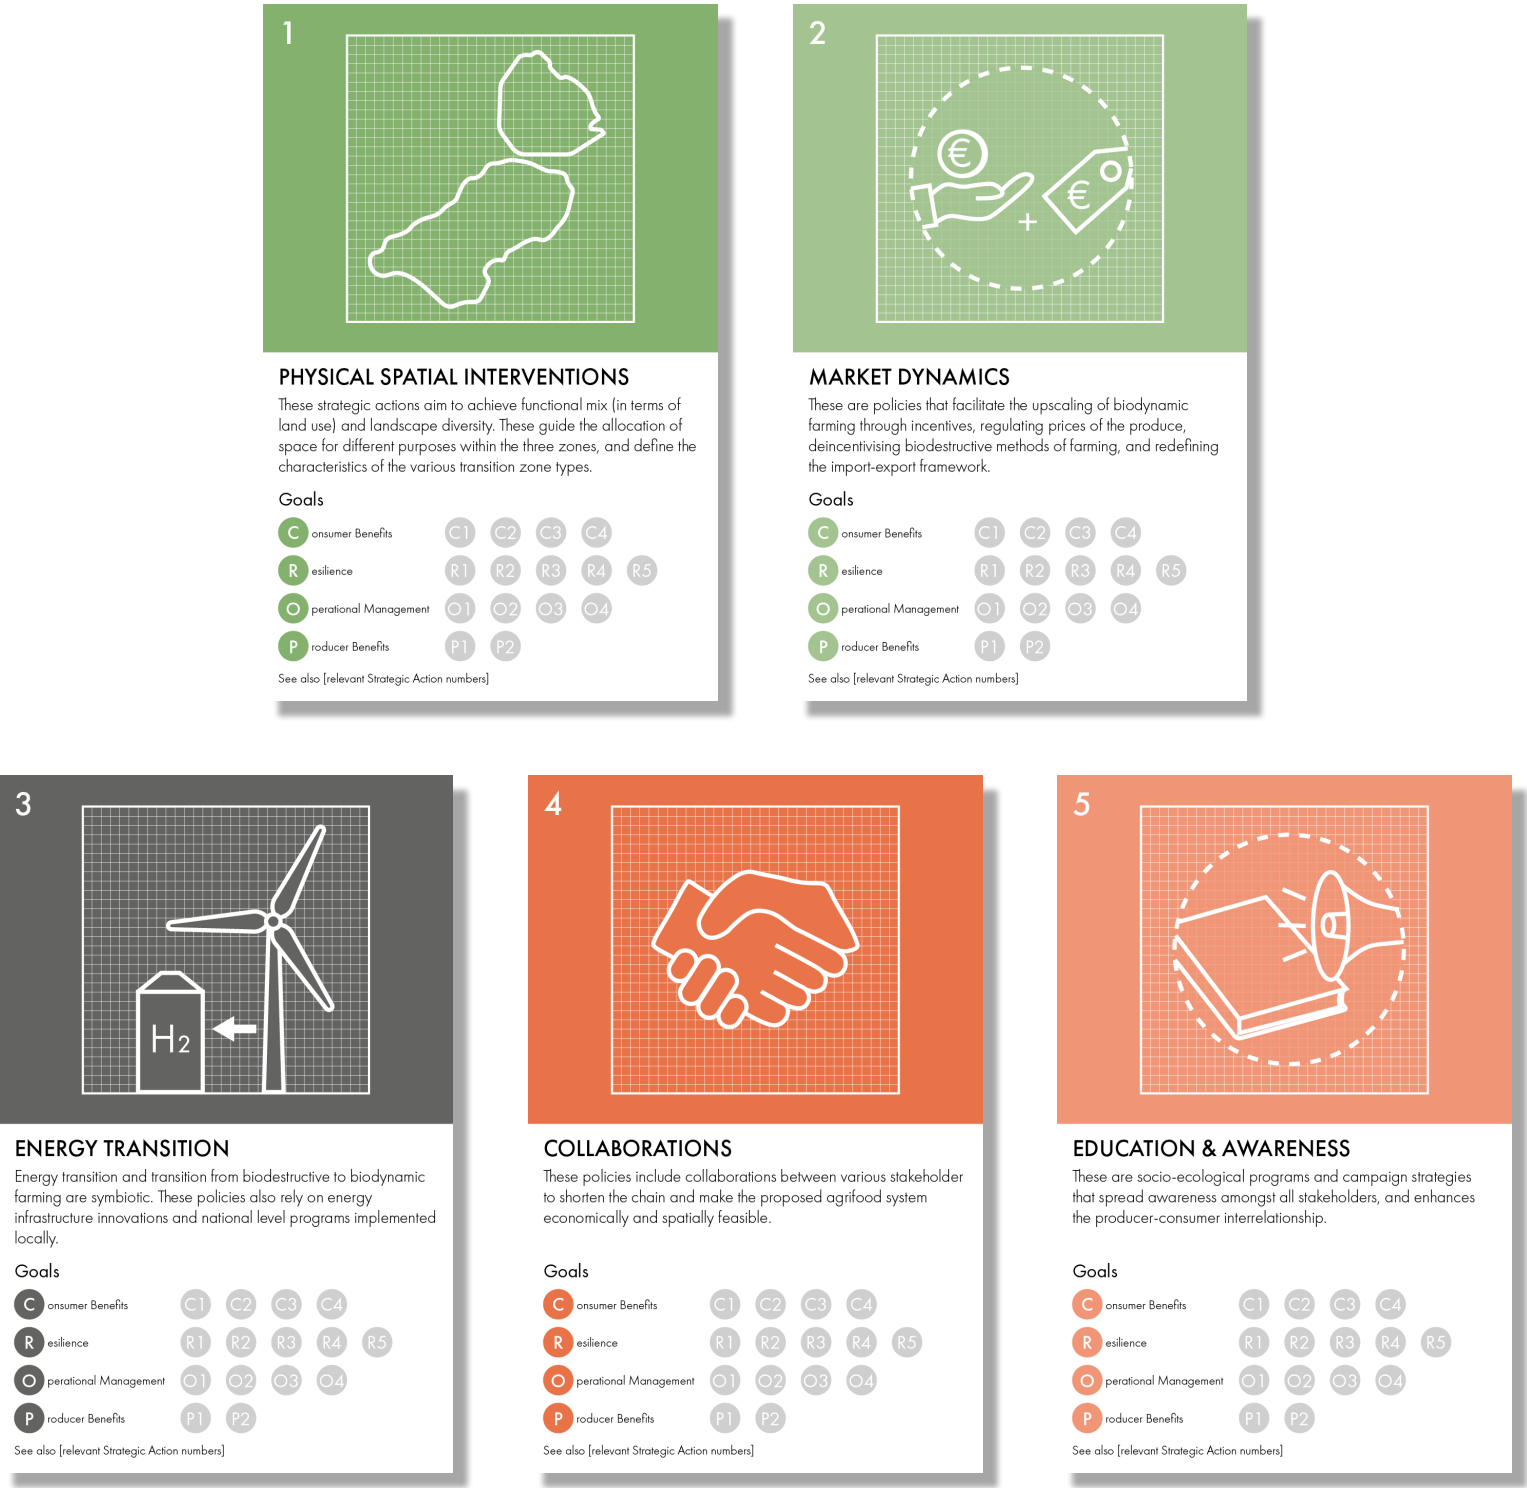 1
PHYSICAL SPATIAL INTERVENTIONS
These strategic actions aim to achieve functional mix (in terms of
land use) and landscape diversity. These guide the allocation of
space for different purposes within the three zones, and define the
characteristics of the various transition zone types.
Goals
C onsumer Benefits C1 C2 C3 C4
R esilience R1 R2 R3 R4 R5
O perational Management O1 O2 O3 O4
P roducer Benefits P1 P2
See also [relevant Strategic Action numbers]
2
€
€
+
MARKET DYNAMICS
These are policies that facilitate the upscaling of biodynamic
farming through incentives, regulating prices of the produce,
deincentivising biodestructive methods of farming, and redefining
the import-export framework.
Goals
C onsumer Benefits C1 C2 C3 C4
R esilience R1 R2 R3 R4 R5
O perational Management O1 O2 O3 O4
P roducer Benefits P1 P2
See also [relevant Strategic Action numbers]
3
H2
ENERGY TRANSITION
Energy transition and transition from biodestructive to biodynamic
farming are symbiotic. These policies also rely on energy
infrastructure innovations and national level programs implemented
locally.
Goals
C onsumer Benefits C1 C2 C3 C4
R esilience R1 R2 R3 R4 R5
O perational Management O1 O2 O3 O4
P roducer Benefits P1 P2
See also [relevant Strategic Action numbers]
4
COLLABORATIONS
These policies include collaborations between various stakeholder
to shorten the chain and make the proposed agrifood system
economically and spatially feasible.
Goals
C onsumer Benefits C1 C2 C3 C4
R esilience R1 R2 R3 R4 R5
O perational Management O1 O2 O3 O4
P roducer Benefits P1 P2
See also [relevant Strategic Action numbers]
5
EDUCATION & AWARENESS
These are socio-ecological programs and campaign strategies
that spread awareness amongst all stakeholders, and enhances
the producer-consumer interrelationship.
Goals
C onsumer Benefits C1 C2 C3 C4
R esilience R1 R2 R3 R4 R5
O perational Management O1 O2 O3 O4
P roducer Benefits P1 P2
See also [relevant Strategic Action numbers]